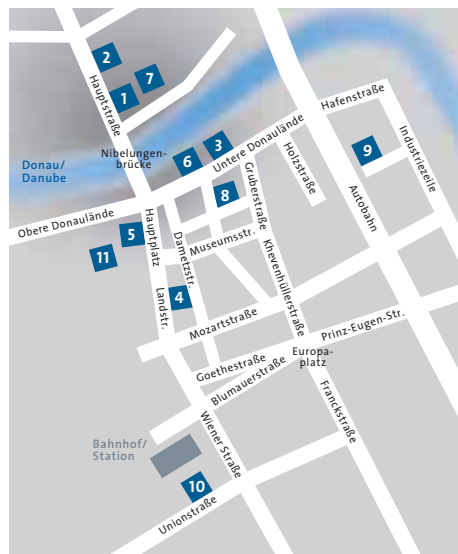 2
7
1
Hauptstraße
Hafenstraße
Nibelungen-
brücke
3
6
Untere Donaulände
9
Industriezeile
Donau/
Danube
Holzstraße
8
Gruberstraße
Autobahn
Obere Donaulände
5
Hauptplatz
Dametzstr.
Museumsstr.
11
Khevenhüllerstraße
4
Landstr.
Mozartstraße
Prinz-Eugen-Str.
Europa-
platz
Goethestraße
Blumauerstraße
Franckstraße
Wiener Straße
Bahnhof/
Station
10
Unionstraße